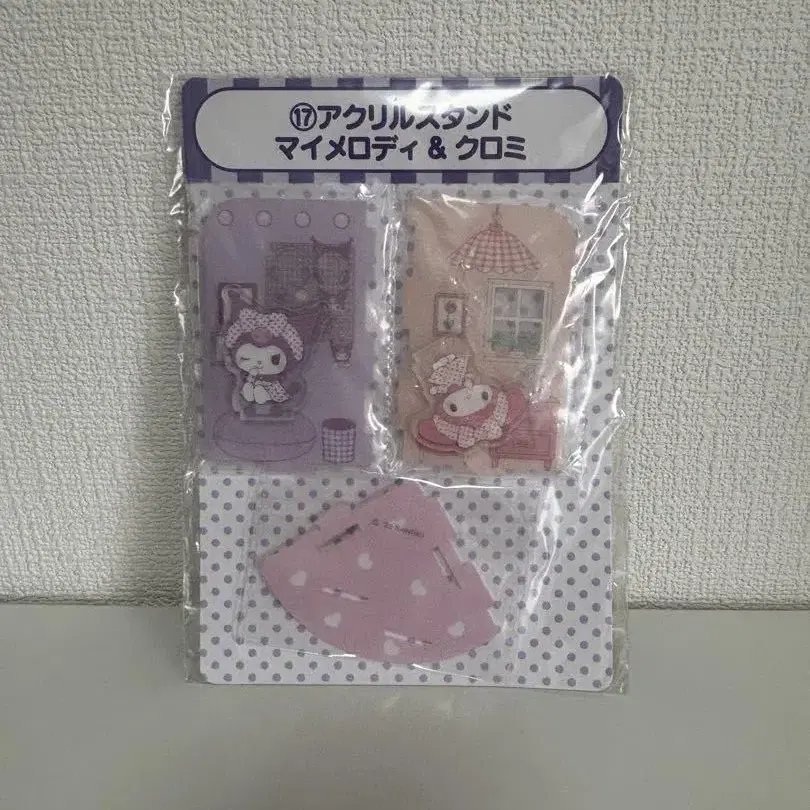 ⑰アクリルスタンド
マイメロディ & クロミ